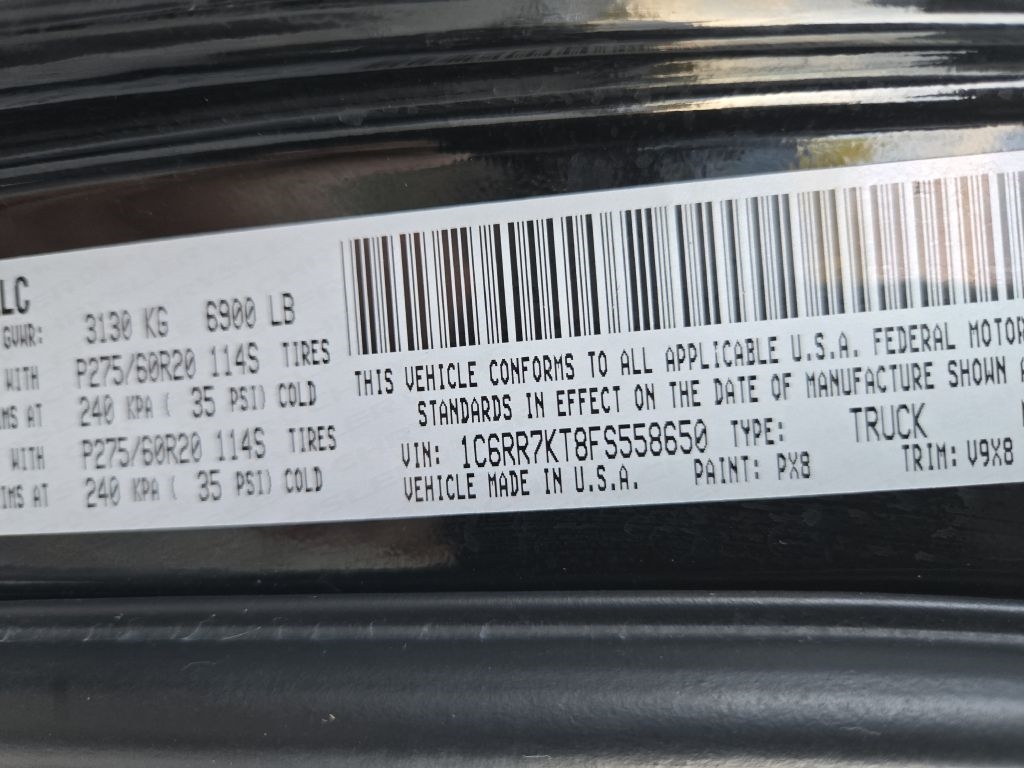 LC
GVWR: 3130 KG 6900 LB
WITH P275/60R20 114S TIRES
IMS AT 240 KPA ( 35 PSI) COLD
WITH P275/60R20 114S TIRES
IMS AT 240 KPA ( 35 PSI) COLD
THIS VEHICLE CONFORMS TO ALL APPLICABLE U.S.A. FEDERAL MOTOR
STANDARDS IN EFFECT ON THE DATE OF MANUFACTURE SHOWN A
VIN: 1C6RR7KT8FS558650 TYPE: TRUCK
VEHICLE MADE IN U.S.A. PAINT: PX8 TRIM: V9X8